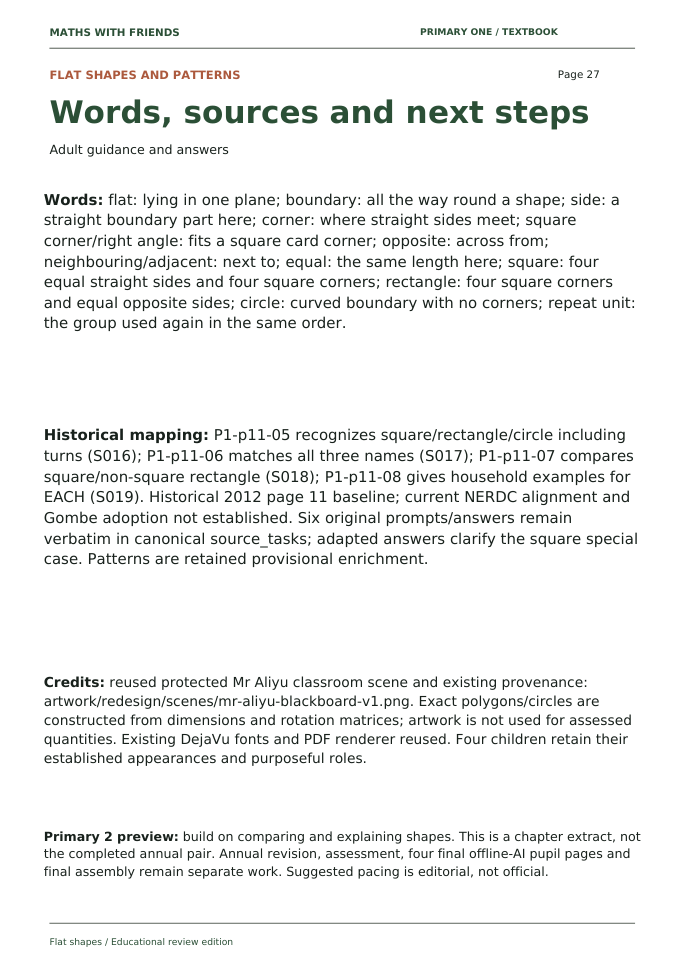 MATHS WITH FRIENDS
PRIMARY ONE / TEXTBOOK
FLAT SHAPES AND PATTERNS
Page 27
Words, sources and next steps
Adult guidance and answers
Words: flat: lying in one plane; boundary: all the way round a shape; side: a
straight boundary part here; corner: where straight sides meet; square
corner/right angle: fits a square card corner; opposite: across from;
neighbouring/adjacent: next to; equal: the same length here; square: four
equal straight sides and four square corners; rectangle: four square corners
and equal opposite sides; circle: curved boundary with no corners; repeat unit:
the group used again in the same order.
Historical mapping: P1-p11-05 recognizes square/rectangle/circle including
turns (S016); P1-p11-06 matches all three names (S017); P1-p11-07 compares
square/non-square rectangle (S018); P1-p11-08 gives household examples for
EACH (S019). Historical 2012 page 11 baseline; current NERDC alignment and
Gombe adoption not established. Six original prompts/answers remain
verbatim in canonical source_tasks; adapted answers clarify the square special
case. Patterns are retained provisional enrichment.
Credits: reused protected Mr Aliyu classroom scene and existing provenance:
artwork/redesign/scenes/mr-aliyu-blackboard-v1.png. Exact polygons/circles are
constructed from dimensions and rotation matrices; artwork is not used for assessed
quantities. Existing DejaVu fonts and PDF renderer reused. Four children retain their
established appearances and purposeful roles.
Primary 2 preview: build on comparing and explaining shapes. This is a chapter extract, not
the completed annual pair. Annual revision, assessment, four final offline-AI pupil pages and
final assembly remain separate work. Suggested pacing is editorial, not official.
Flat shapes / Educational review edition